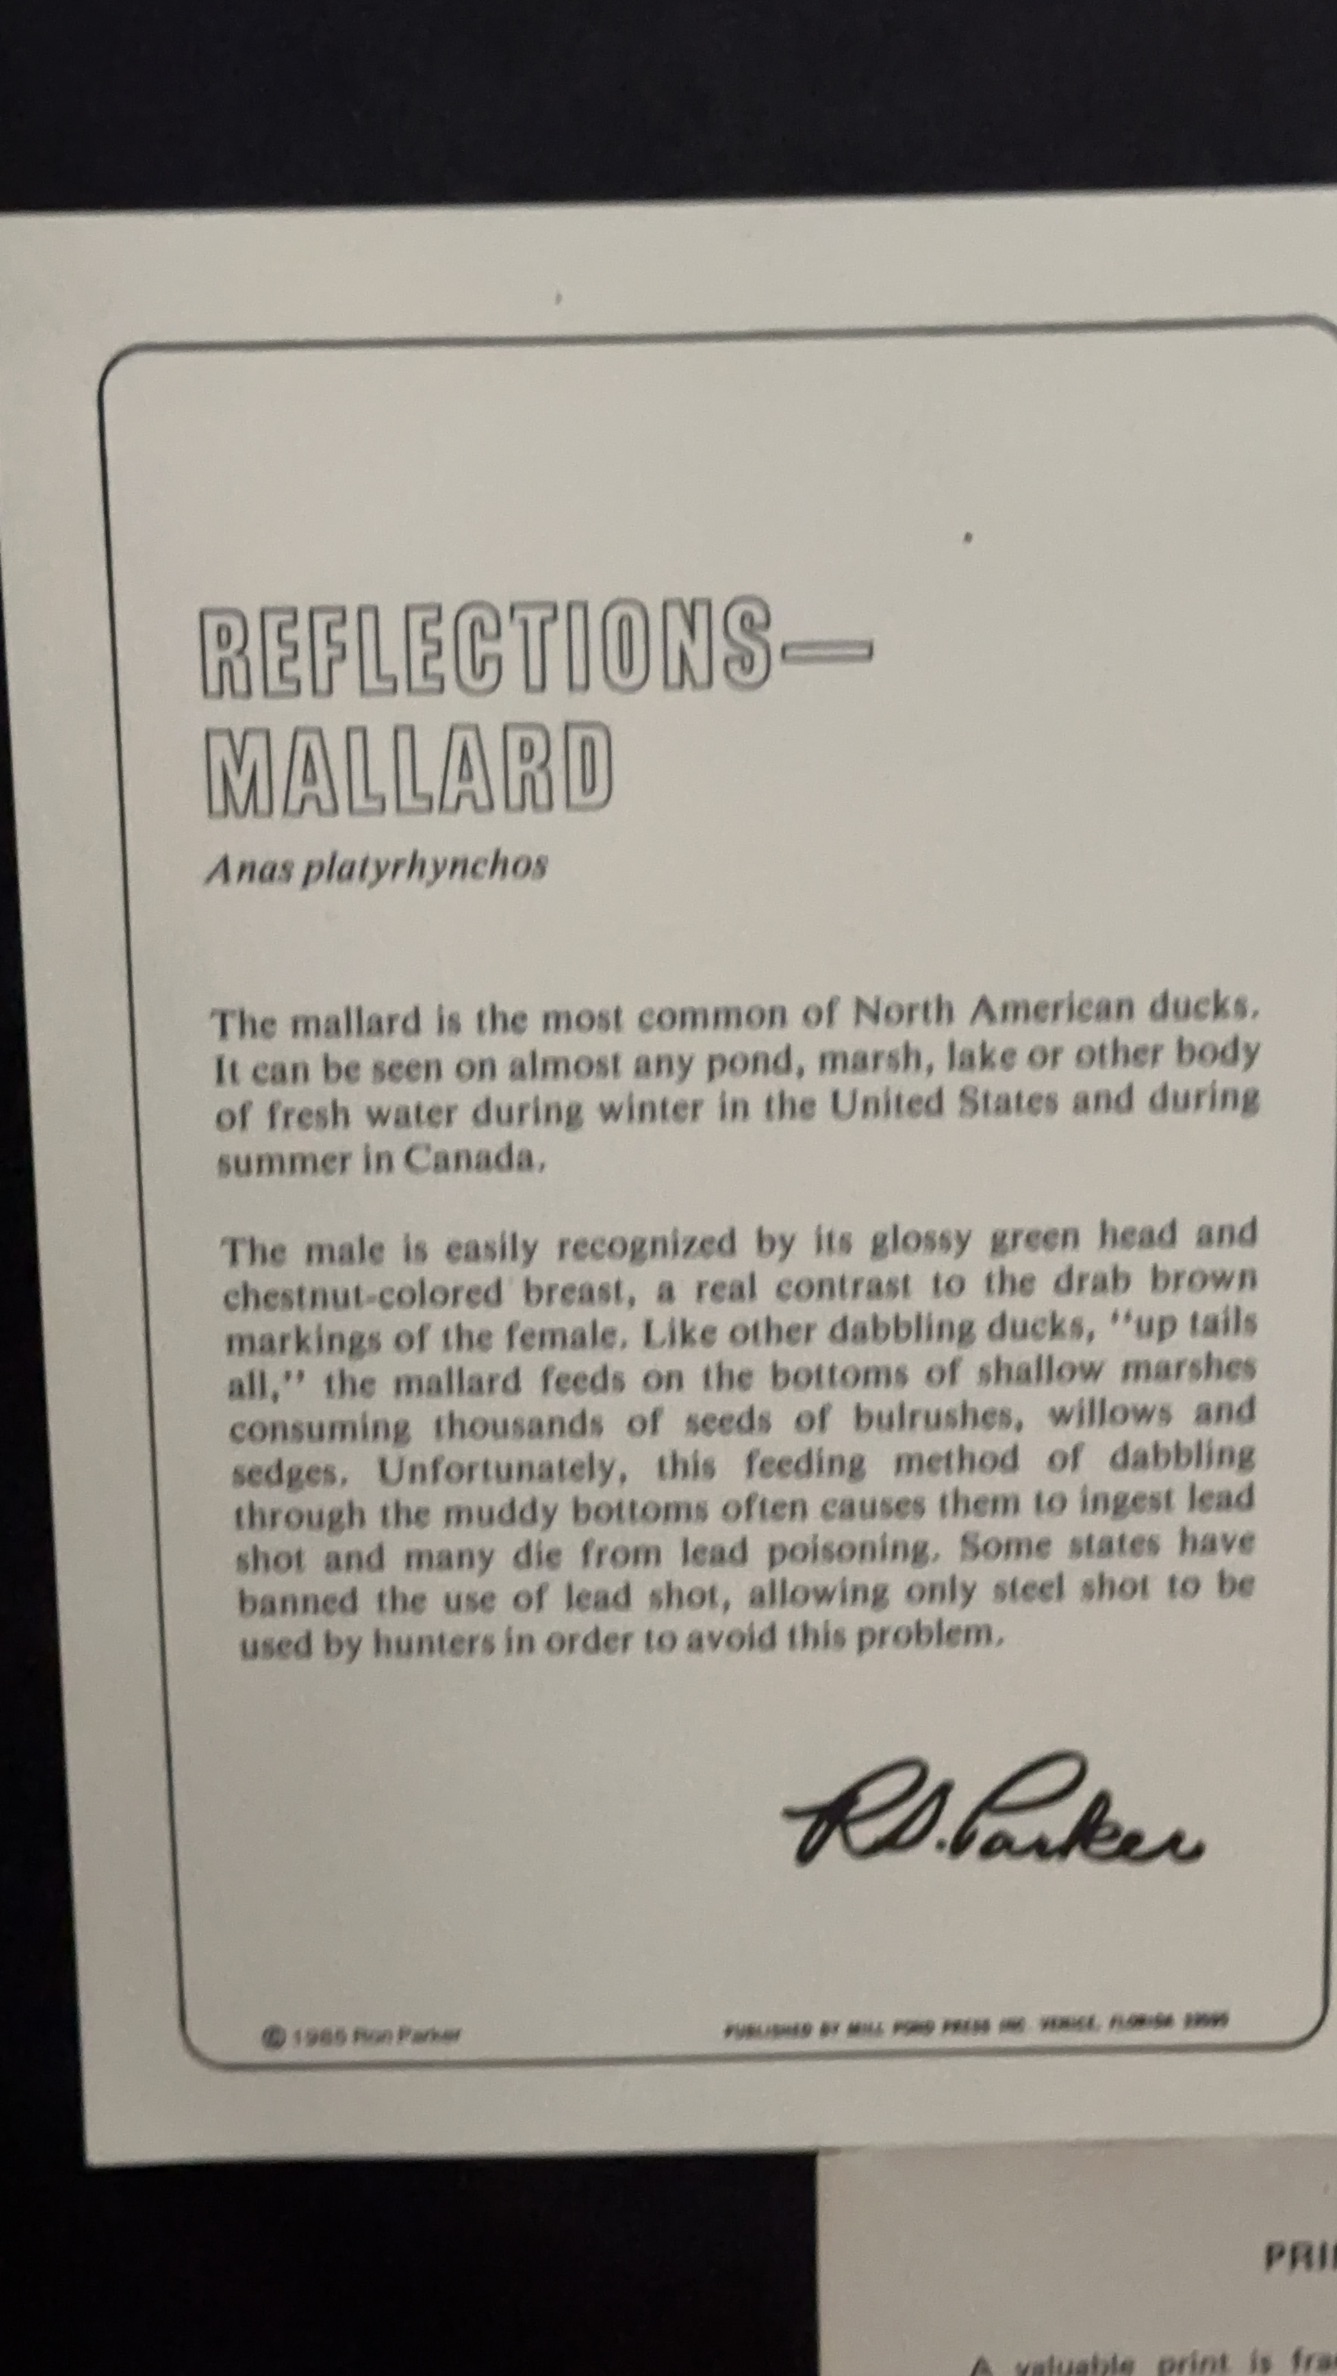 REFLECTIONS—
MALLARD
Anas platyrhynchos
The mallard is the most common of North American ducks.
It can be seen on almost any pond, marsh, lake or other body
of fresh water during winter in the United States and during
summer in Canada.
The male is easily recognized by its glossy green head and
chestnut-colored breast, a real contrast to the drab brown
markings of the female. Like other dabbling ducks, "up tails
all," the mallard feeds on the bottoms of shallow marshes
consuming thousands of seeds of bulrushes, willows and
sedges. Unfortunately, this feeding method of dabbling
through the muddy bottoms often causes them to ingest lead
shot and many die from lead poisoning. Some states have
banned the use of lead shot, allowing only steel shot to be
used by hunters in order to avoid this problem.
R.S. Parker
© 1985 Ron Parker
PUBLISHED BY MILL POND PRESS INC. VENICE, FLORIDA
A valuable print is